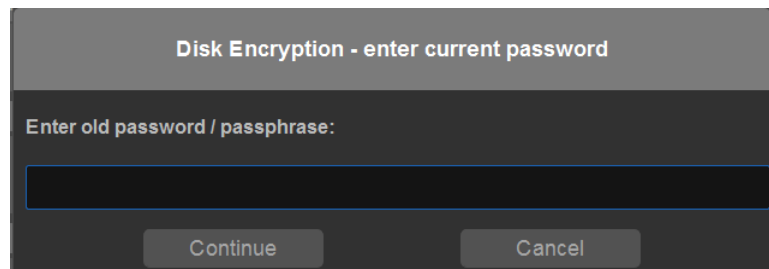 Disk Encryption - enter current password
Enter old password / passphrase:
Continue Cancel